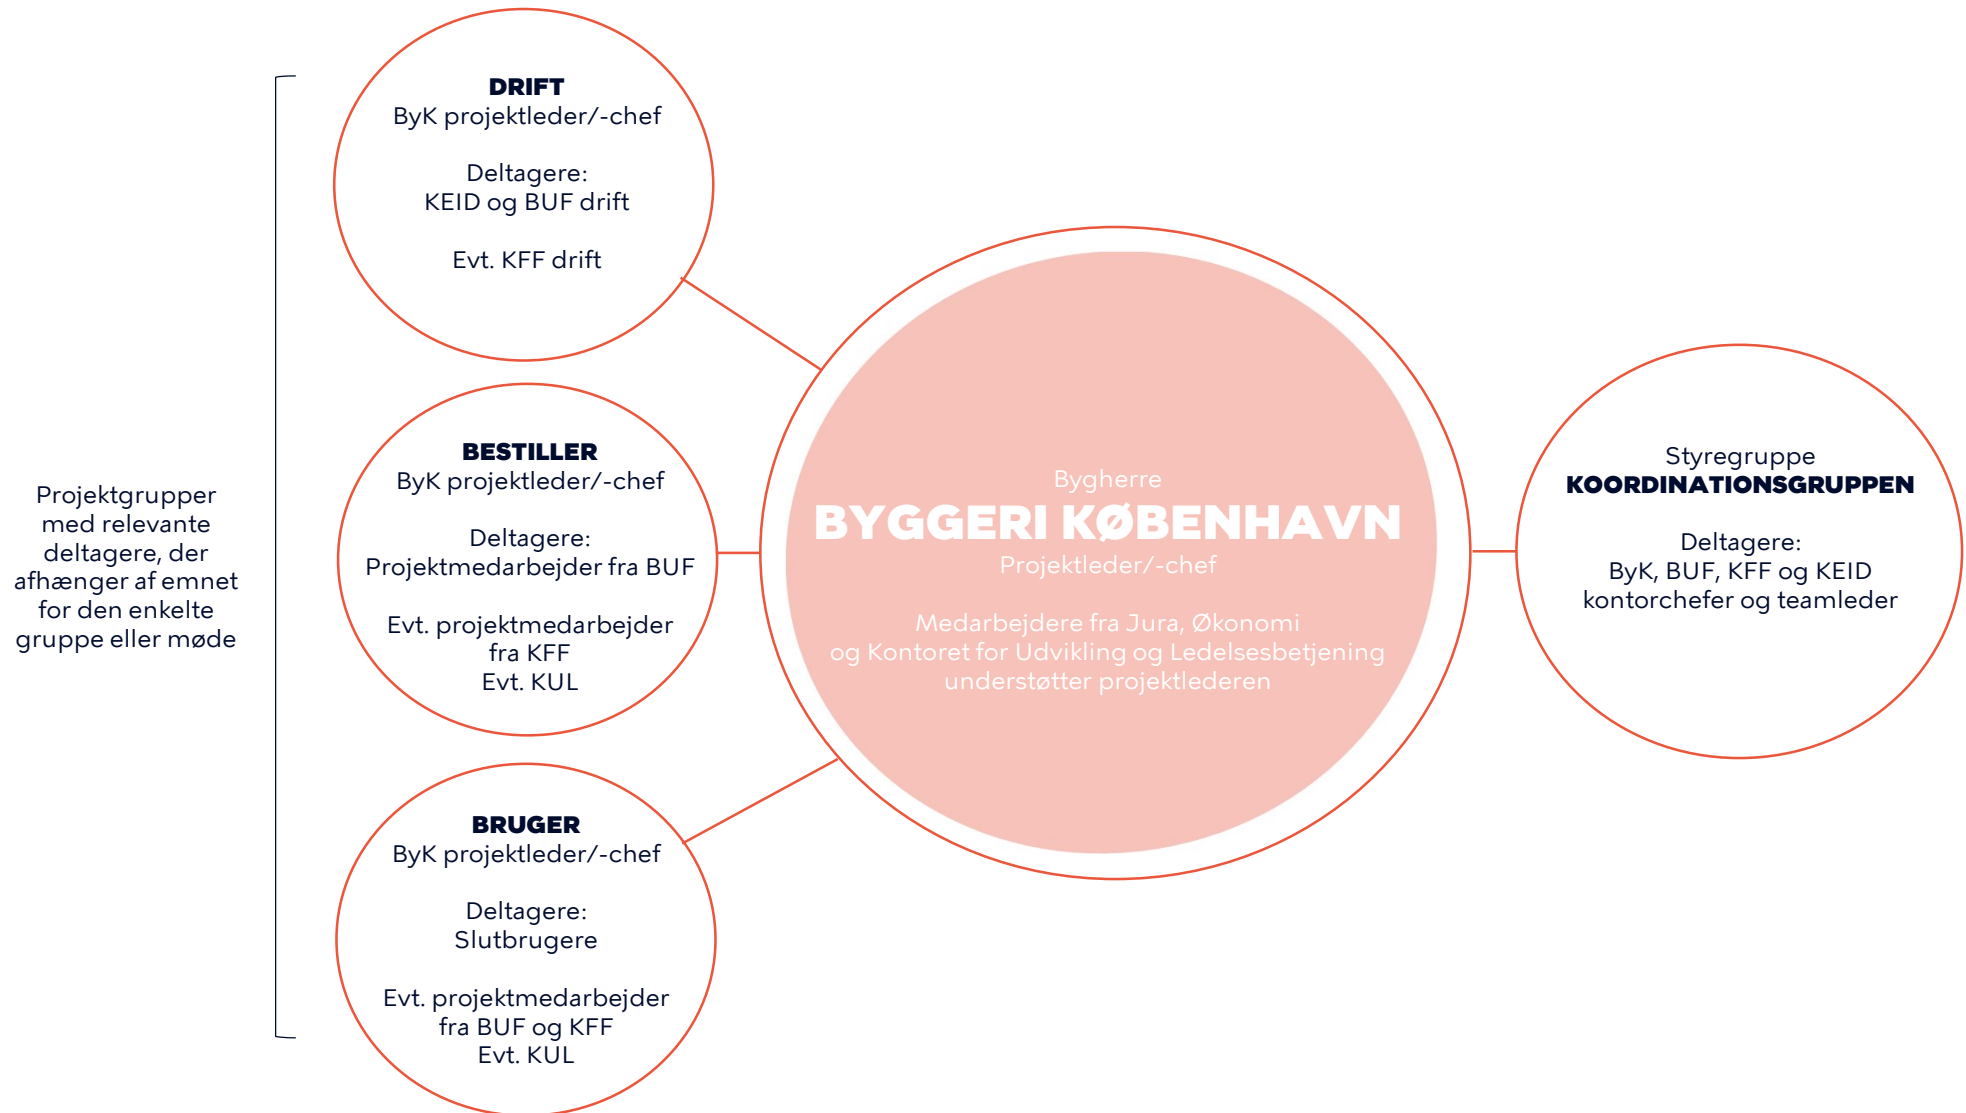 Projektgrupper
med relevante
deltagere, der
afhænger af emnet
for den enkelte
gruppe eller møde
DRIFT
ByK projektleder/-chef
Deltagere:
KEID og BUF drift
Evt. KFF drift
BESTILLER
ByK projektleder/-chef
Deltagere:
Projektmedarbejder fra BUF
Evt. projektmedarbejder
fra KFF
Evt. KUL
BRUGER
ByK projektleder/-chef
Deltagere:
Slutbrugere
Evt. projektmedarbejder
fra BUF og KFF
Evt. KUL
Bygherre
BYGGERI KØBENHAVN
Projektleder/-chef
Medarbejdere fra Jura, Økonomi
og Kontoret for Udvikling og Ledelsesbetjening
understøtter projektlederen
Styregruppe
KOORDINATIONSGRUPPEN
Deltagere:
ByK, BUF, KFF og KEID
kontorchefer og teamleder